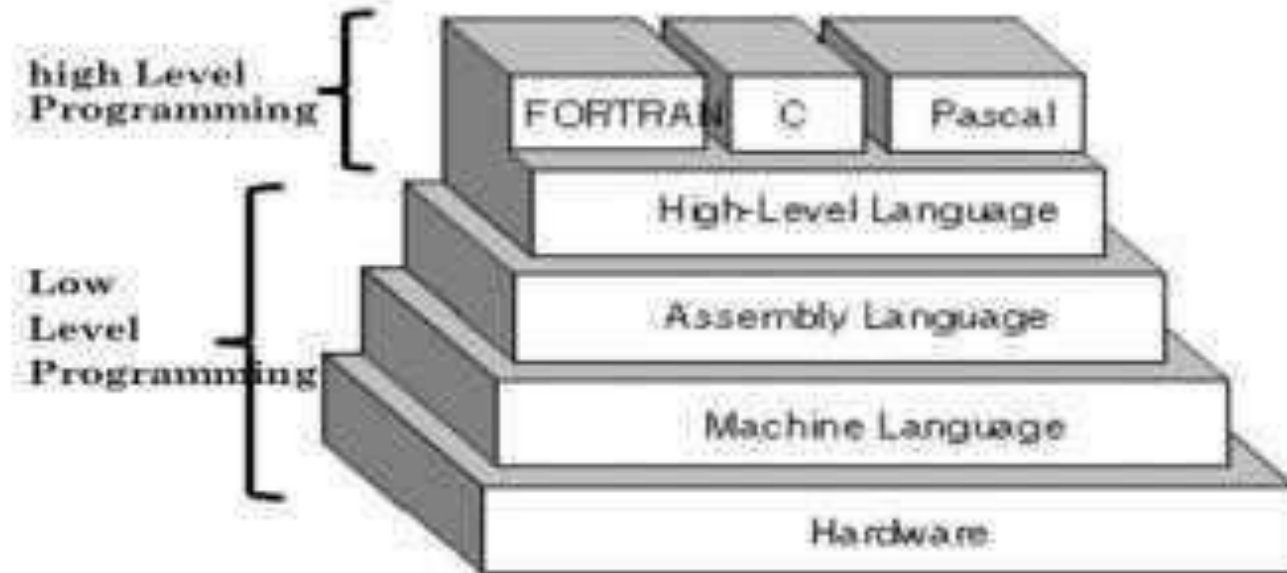 high Level
Programming
FORTRAN C Pascal
High-Level Language
Low
Level
Programming
Assembly Language
Machine Language
Hardware